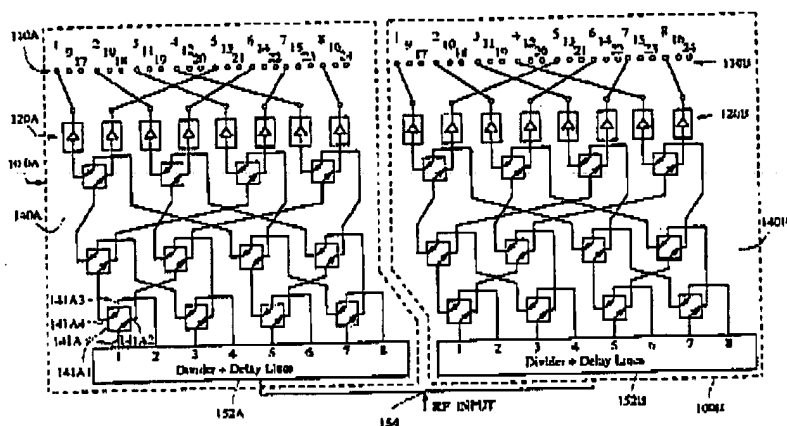 110A
1 9 17 2 10 18 3 11 19 4 12 20 5 13 21 6 14 22 7 15 23 8 16 24
1 9 17 2 10 18 3 11 19 4 12 20 5 13 21 6 14 22 7 15 23 8 16 24
110B
120A
120B
100A
140A
140B
141A3
141A4
141A
141A2
141A1
1 2 3 4 5 6 7 8
1 2 3 4 5 6 7 8
Divider + Delay Lines
Divider + Delay Lines
152A
154
RF INPUT
152B
100B